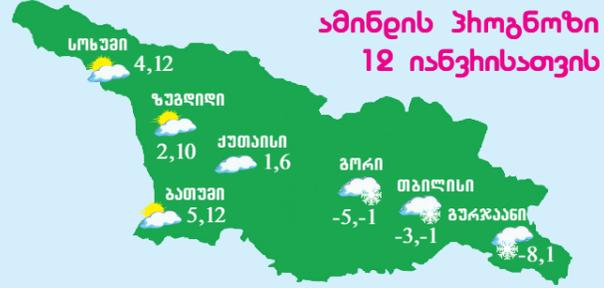 ამინდის პროგნოზი
12 იანვრისათვის
სოხუმი
4,12
ზუგდიდი
2,10
ქუთაისი
1,6
ბათუმი
5,12
გორი
-5,-1
თბილისი
-3,-1
გურჯაანი
-8,1